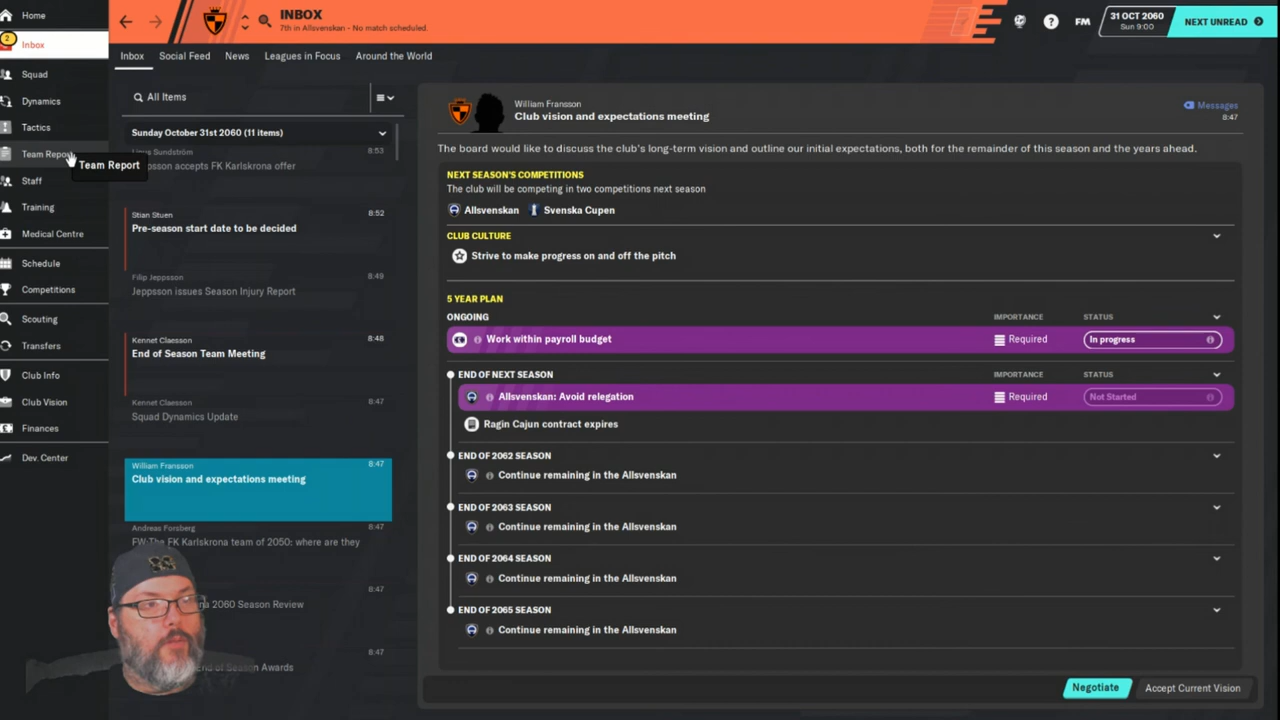 Home
Inbox
2
Squad
Dynamics
Tactics
Team Report
Team Report
Staff
Training
Medical Centre
Schedule
Competitions
Scouting
Transfers
Club Info
Club Vision
Finances
Dev. Center
INBOX
7th in Allsvenskan - No match scheduled.
?
FM
31 OCT 2060
Sun 9:00
NEXT UNREAD
Inbox
Social Feed
News
Leagues in Focus
Around the World
All Items
Sunday October 31st 2060 (11 items)
Sundström 8:53
accepts FK Karlskrona offer
Stian Stuen 8:52
Pre-season start date to be decided
Filip Jeppsson 8:49
Jeppsson issues Season Injury Report
Kennet Claesson 8:48
End of Season Team Meeting
Kennet Claesson 8:47
Squad Dynamics Update
William Fransson 8:47
Club vision and expectations meeting
Andreas Forsberg 8:47
FW:The FK Karlskrona team of 2050: where are they
8:47
na 2060 Season Review
8:47
End of Season Awards
William Fransson
Club vision and expectations meeting
Messages
8:47
The board would like to discuss the club's long-term vision and outline our initial expectations, both for the remainder of this season and the years ahead.
NEXT SEASON'S COMPETITIONS
The club will be competing in two competitions next season
Allsvenskan Svenska Cupen
CLUB CULTURE
Strive to make progress on and off the pitch
5 YEAR PLAN
ONGOING IMPORTANCE STATUS
Work within payroll budget Required In progress
END OF NEXT SEASON IMPORTANCE STATUS
Allsvenskan: Avoid relegation Required Not Started
Ragin Cajun contract expires
END OF 2062 SEASON
Continue remaining in the Allsvenskan
END OF 2063 SEASON
Continue remaining in the Allsvenskan
END OF 2064 SEASON
Continue remaining in the Allsvenskan
END OF 2065 SEASON
Continue remaining in the Allsvenskan
Negotiate
Accept Current Vision